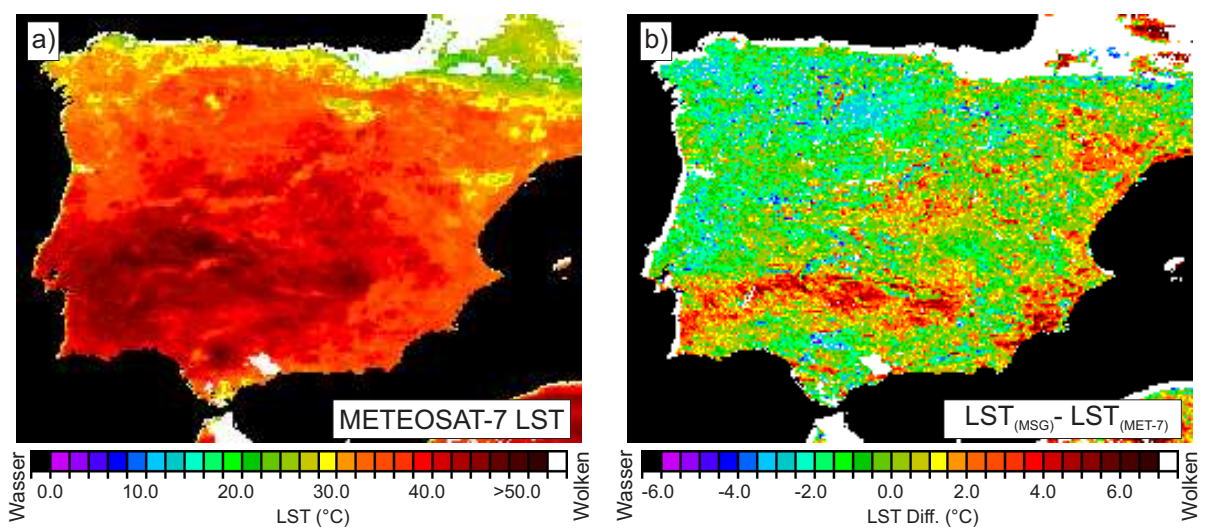 a)
METEOSAT-7 LST
Wasser
0.0 10.0 20.0 30.0 40.0 >50.0
LST (°C)
Wolken
b)
LST(MSG)- LST(MET-7)
Wasser
-6.0 -4.0 -2.0 0.0 2.0 4.0 6.0
LST Diff. (°C)
Wolken